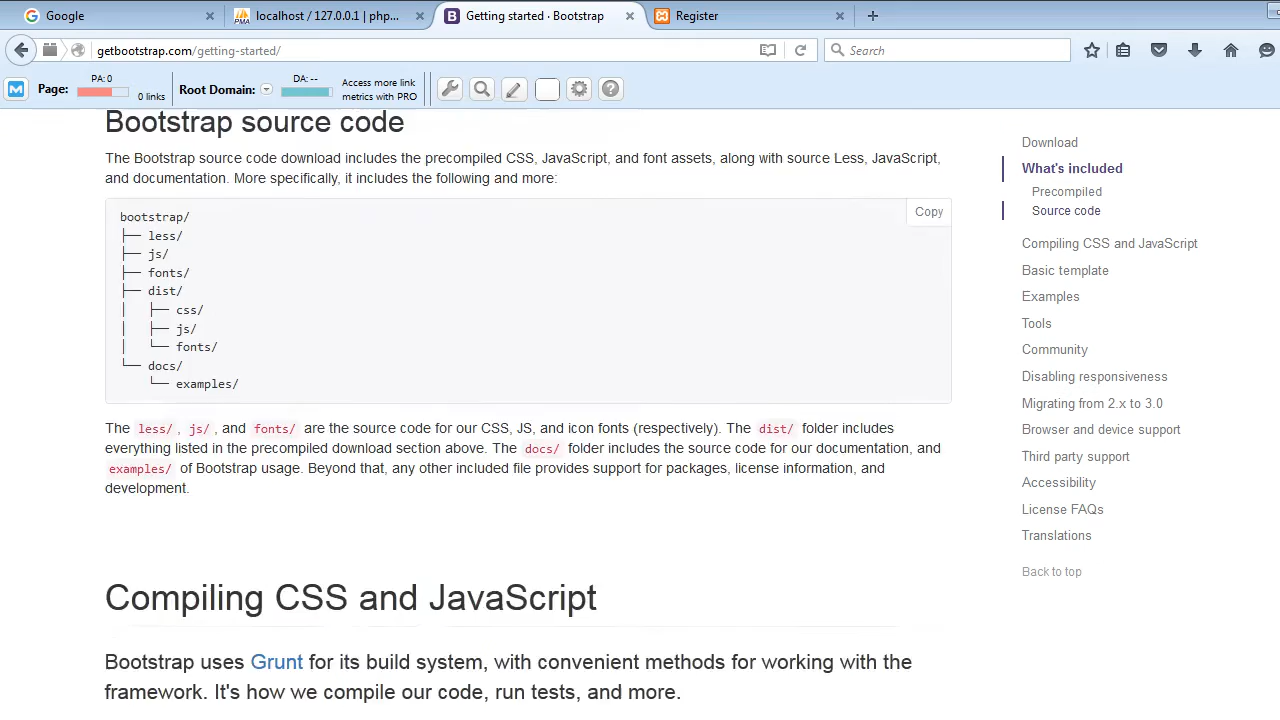 Google
localhost / 127.0.0.1 | php...
Getting started · Bootstrap
Register
getbootstrap.com/getting-started/
Search
Page:
PA: 0
0 links
Root Domain:
DA: --
Access more link
metrics with PRO
Bootstrap source code
The Bootstrap source code download includes the precompiled CSS, JavaScript, and font assets, along with source Less, JavaScript,
and documentation. More specifically, it includes the following and more:
Copy
bootstrap/
├── less/
├── js/
├── fonts/
├── dist/
│   ├── css/
│   ├── js/
│   └── fonts/
└── docs/
    └── examples/
The less/, js/, and fonts/ are the source code for our CSS, JS, and icon fonts (respectively). The dist/ folder includes
everything listed in the precompiled download section above. The docs/ folder includes the source code for our documentation, and
examples/ of Bootstrap usage. Beyond that, any other included file provides support for packages, license information, and
development.
Compiling CSS and JavaScript
Bootstrap uses Grunt for its build system, with convenient methods for working with the
framework. It's how we compile our code, run tests, and more.
Download
What's included
Precompiled
Source code
Compiling CSS and JavaScript
Basic template
Examples
Tools
Community
Disabling responsiveness
Migrating from 2.x to 3.0
Browser and device support
Third party support
Accessibility
License FAQs
Translations
Back to top